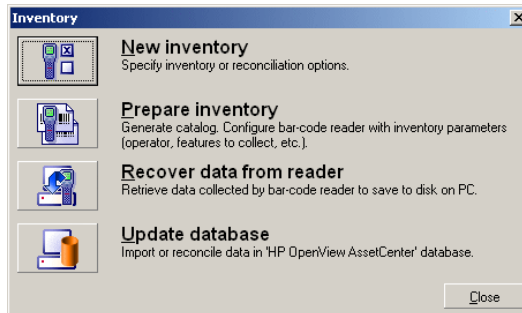 Inventory
New inventory
Specify inventory or reconciliation options.
Prepare inventory
Generate catalog. Configure bar-code reader with inventory parameters
(operator, features to collect, etc.).
Recover data from reader
Retrieve data collected by bar-code reader to save to disk on PC.
Update database
Import or reconcile data in 'HP OpenView AssetCenter' database.
Close